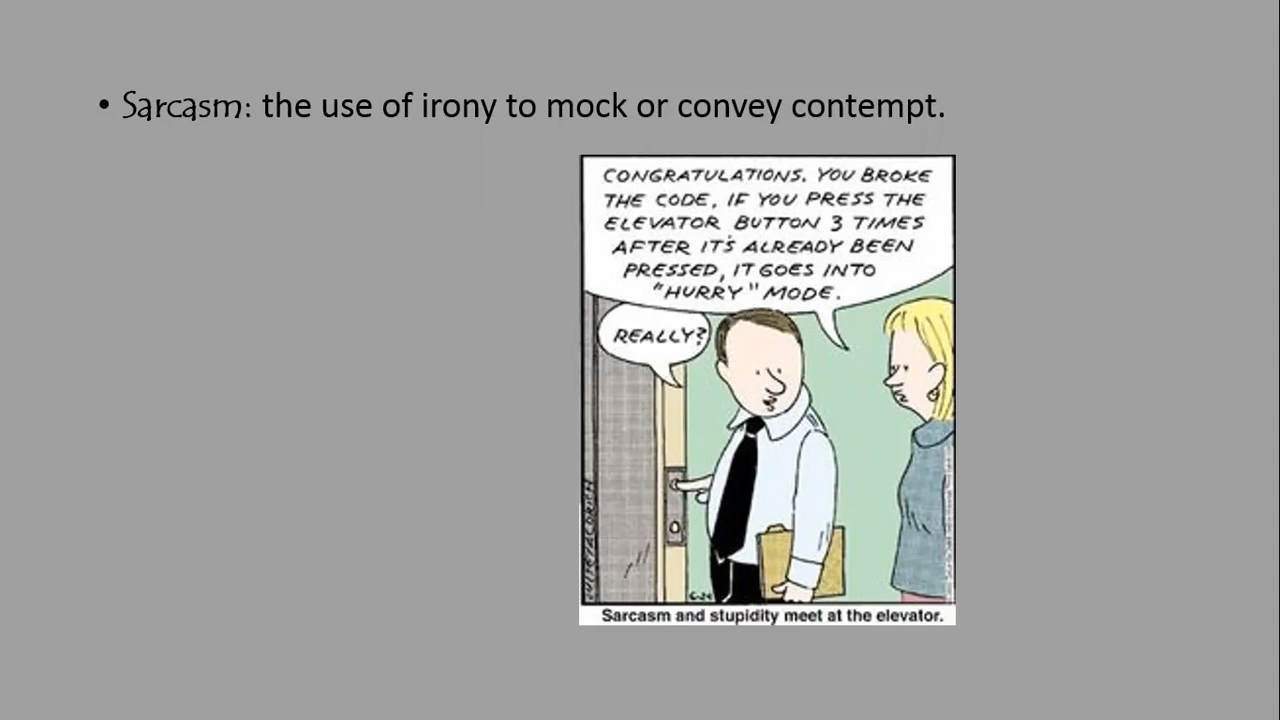 • Sarcasm: the use of irony to mock or convey contempt.
CONGRATULATIONS. YOU BROKE
THE CODE, IF YOU PRESS THE
ELEVATOR BUTTON 3 TIMES
AFTER IT'S ALREADY BEEN
PRESSED, IT GOES INTO
"HURRY" MODE.
REALLY?
6-24
Sarcasm and stupidity meet at the elevator.